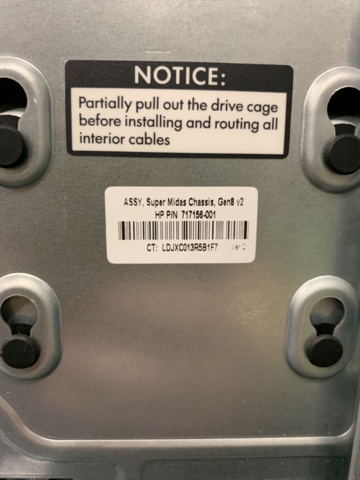 NOTICE:
Partially pull out the drive cage
before installing and routing all
interior cables
ASSY, Super Midas Chassis, Gen8 v2
HP P/N 717156-001
CT: LDJXC013R5B1F7 Ver C